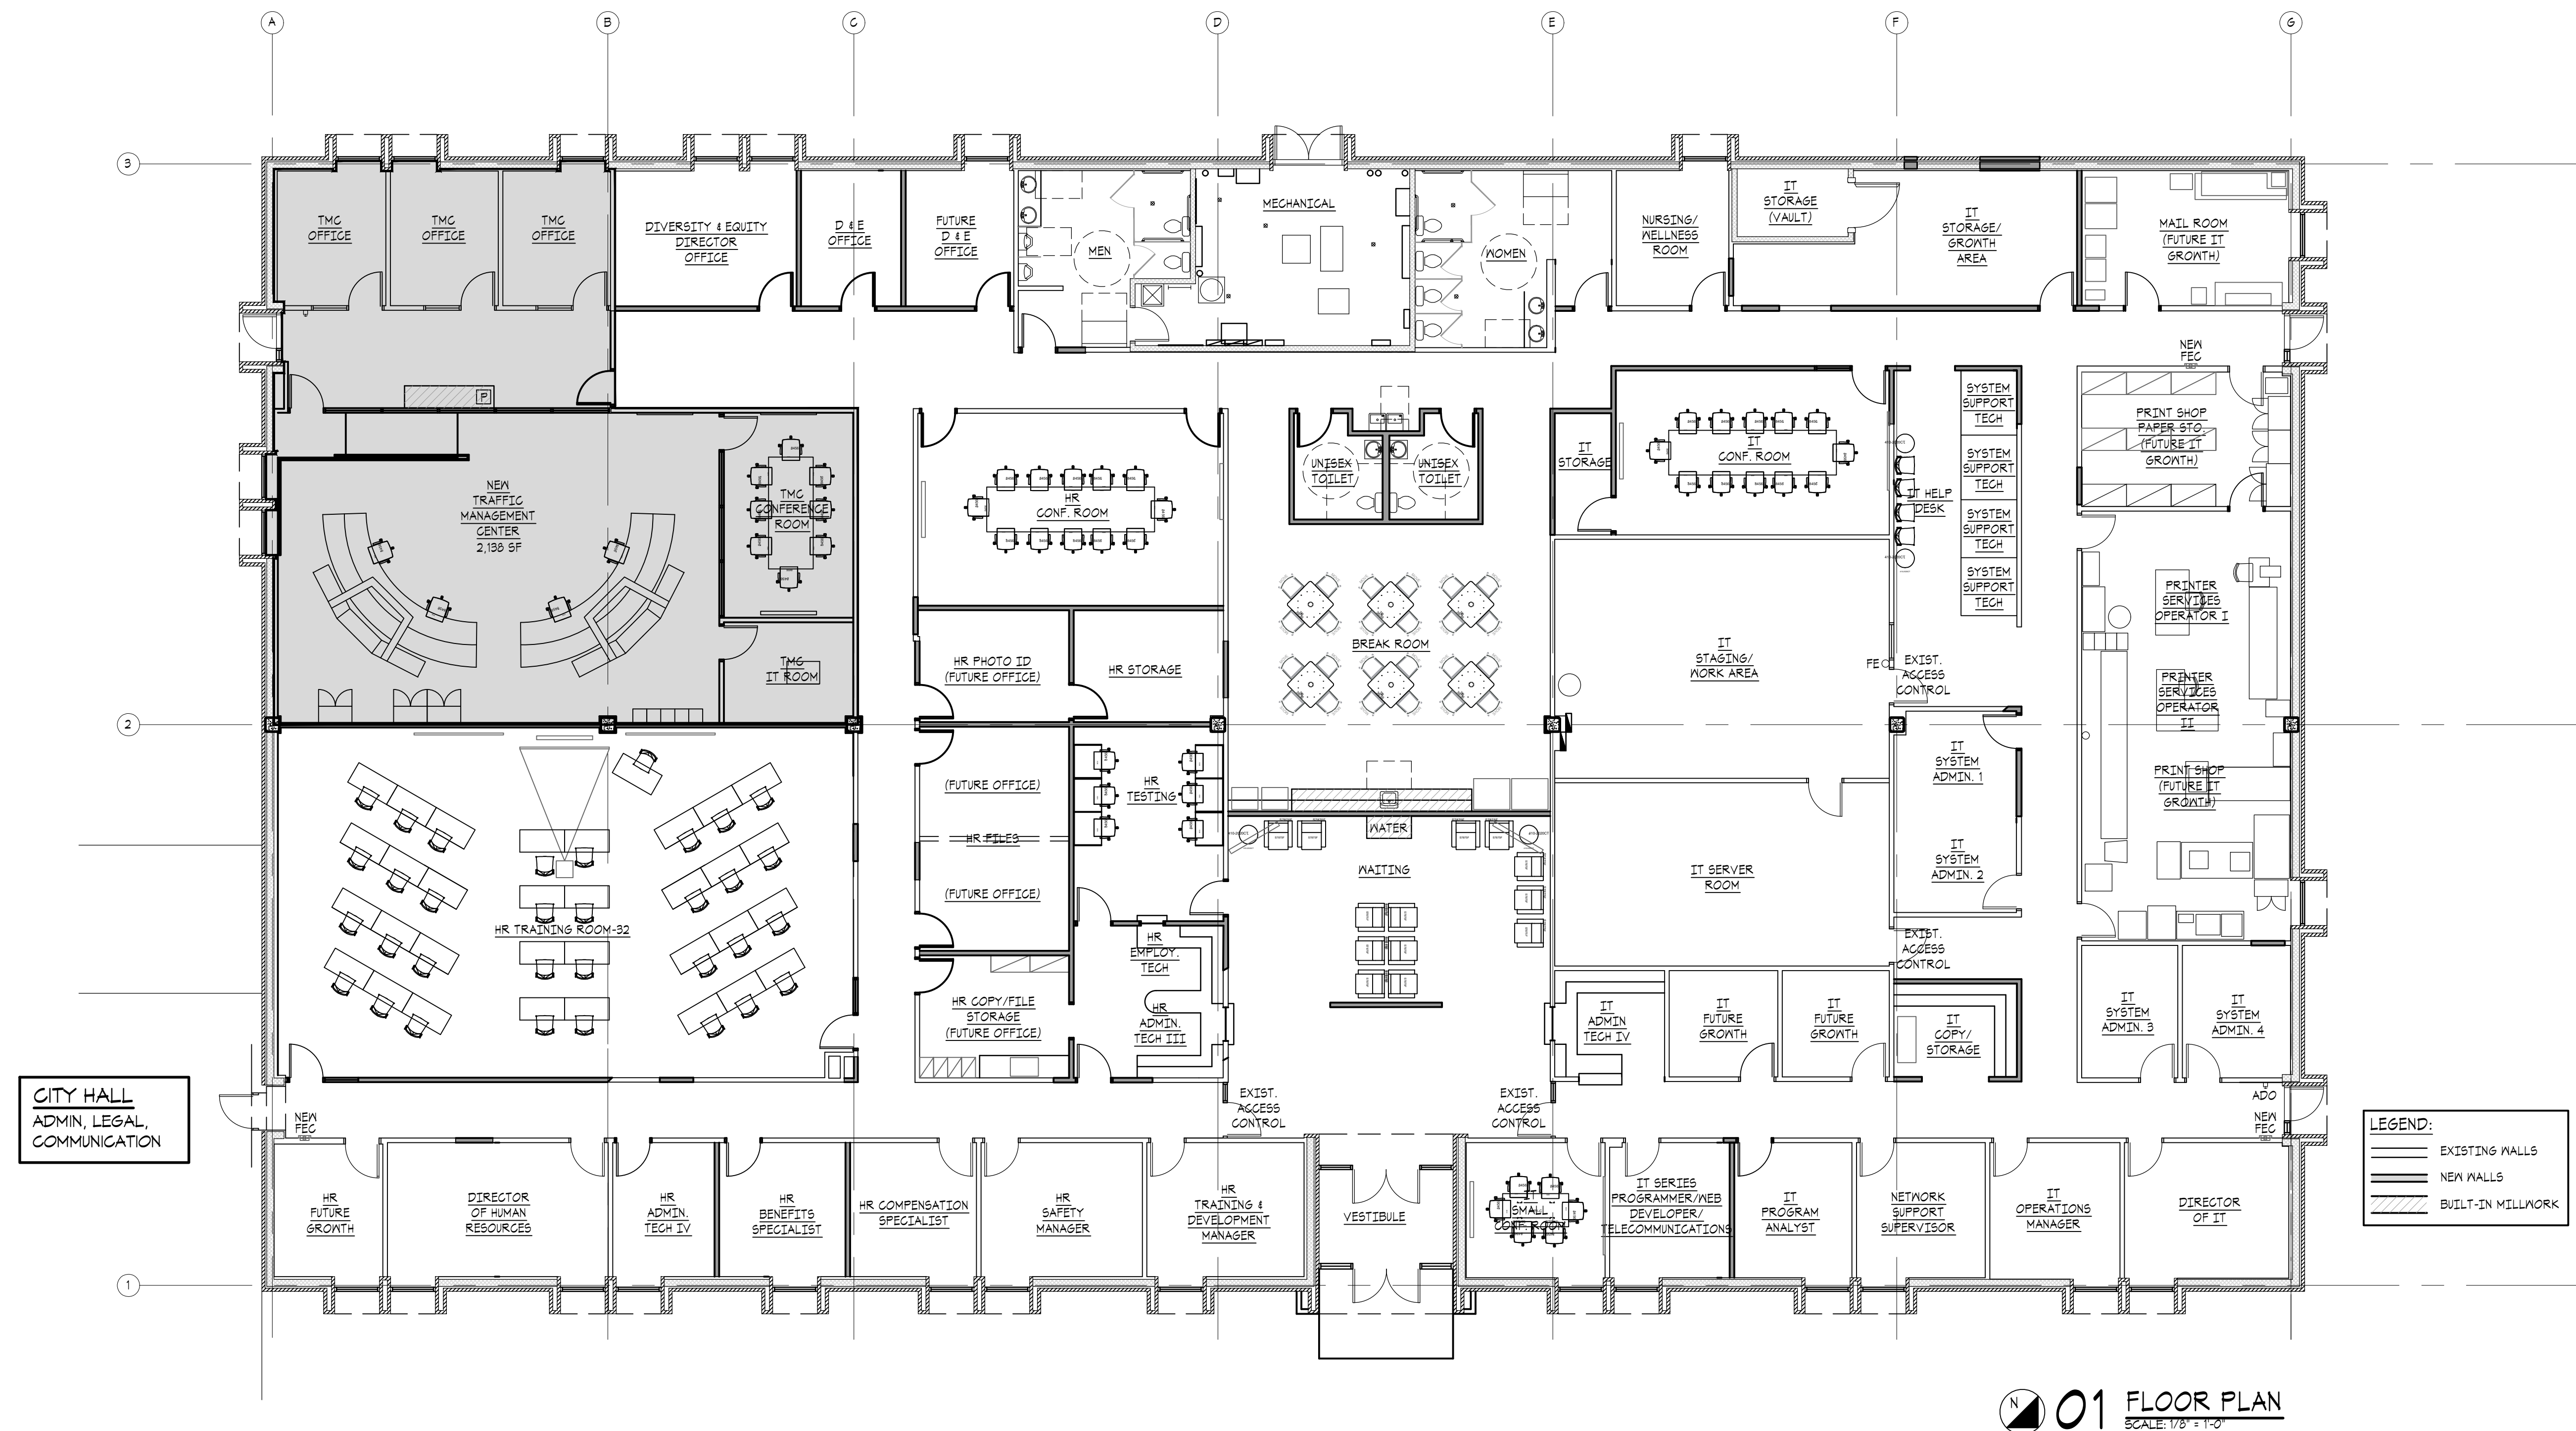 A
B
C
D
E
F
G
3
TMC
OFFICE
TMC
OFFICE
TMC
OFFICE
DIVERSITY & EQUITY
DIRECTOR
OFFICE
D & E
OFFICE
FUTURE
D & E
OFFICE
MEN
MECHANICAL
WOMEN
NURSING/
WELLNESS
ROOM
IT
STORAGE
(VAULT)
IT
STORAGE/
GROWTH
AREA
MAIL ROOM
(FUTURE IT
GROWTH)
NEW
FEC
P
NEW
TRAFFIC
MANAGEMENT
CENTER
2,138 SF
TMC
CONFERENCE
ROOM
TMC
IT ROOM
HR
CONF. ROOM
UNISEX
TOILET
UNISEX
TOILET
IT
STORAGE
IT
CONF. ROOM
IT HELP
DESK
SYSTEM
SUPPORT
TECH
SYSTEM
SUPPORT
TECH
SYSTEM
SUPPORT
TECH
SYSTEM
SUPPORT
TECH
PRINT SHOP
PAPER STO.
(FUTURE IT
GROWTH)
PRINTER
SERVICES
OPERATOR I
PRINTER
SERVICES
OPERATOR
II
PRINT SHOP
(FUTURE IT
GROWTH)
HR PHOTO ID
(FUTURE OFFICE)
HR STORAGE
BREAK ROOM
IT
STAGING/
WORK AREA
FE
EXIST.
ACCESS
CONTROL
2
(FUTURE OFFICE)
HR FILES
(FUTURE OFFICE)
HR
TESTING
WATER
WAITING
IT SERVER
ROOM
IT
SYSTEM
ADMIN. 1
IT
SYSTEM
ADMIN. 2
EXIST.
ACCESS
CONTROL
HR TRAINING ROOM-32
HR
EMPLOY.
TECH
HR
ADMIN.
TECH III
HR COPY/FILE
STORAGE
(FUTURE OFFICE)
IT
ADMIN
TECH IV
IT
FUTURE
GROWTH
IT
FUTURE
GROWTH
IT
COPY/
STORAGE
IT
SYSTEM
ADMIN. 3
IT
SYSTEM
ADMIN. 4
CITY HALL
ADMIN, LEGAL,
COMMUNICATION
NEW
FEC
EXIST.
ACCESS
CONTROL
EXIST.
ACCESS
CONTROL
ADO
NEW
FEC
HR
FUTURE
GROWTH
DIRECTOR
OF HUMAN
RESOURCES
HR
ADMIN.
TECH IV
HR
BENEFITS
SPECIALIST
HR COMPENSATION
SPECIALIST
HR
SAFETY
MANAGER
HR
TRAINING &
DEVELOPMENT
MANAGER
VESTIBULE
IT
SMALL
CONF. ROOM
IT SERIES
PROGRAMMER/WEB
DEVELOPER/
TELECOMMUNICATIONS
IT
PROGRAM
ANALYST
NETWORK
SUPPORT
SUPERVISOR
IT
OPERATIONS
MANAGER
DIRECTOR
OF IT
LEGEND:
EXISTING WALLS
NEW WALLS
BUILT-IN MILLWORK
1
N
01 FLOOR PLAN
SCALE: 1/8" = 1'-0"